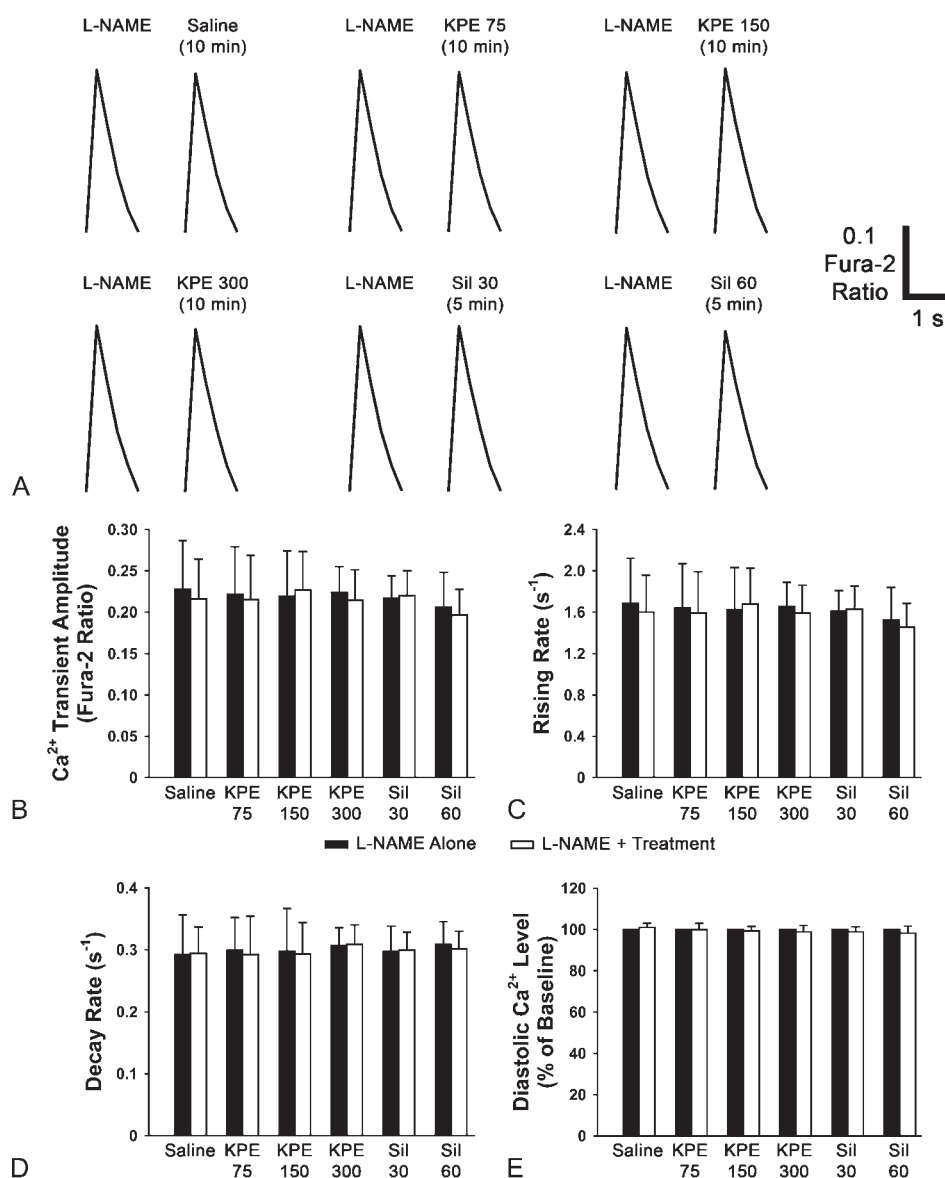 L-NAME Saline (10 min)
L-NAME KPE 75 (10 min)
L-NAME KPE 150 (10 min)
L-NAME KPE 300 (10 min)
L-NAME Sil 30 (5 min)
L-NAME Sil 60 (5 min)
0.1
Fura-2
Ratio
1 s
A
Ca²⁺ Transient Amplitude
(Fura-2 Ratio)
0.30
0.25
0.20
0.15
0.10
0.05
0
Saline KPE 75 KPE 150 KPE 300 Sil 30 Sil 60
B
Rising Rate (s⁻¹)
2.4
2.0
1.6
1.2
0.8
0.4
0
Saline KPE 75 KPE 150 KPE 300 Sil 30 Sil 60
C
L-NAME Alone L-NAME + Treatment
Decay Rate (s⁻¹)
0.4
0.3
0.2
0.1
0
Saline KPE 75 KPE 150 KPE 300 Sil 30 Sil 60
D
Diastolic Ca²⁺ Level
(% of Baseline)
120
100
80
60
40
20
0
Saline KPE 75 KPE 150 KPE 300 Sil 30 Sil 60
E